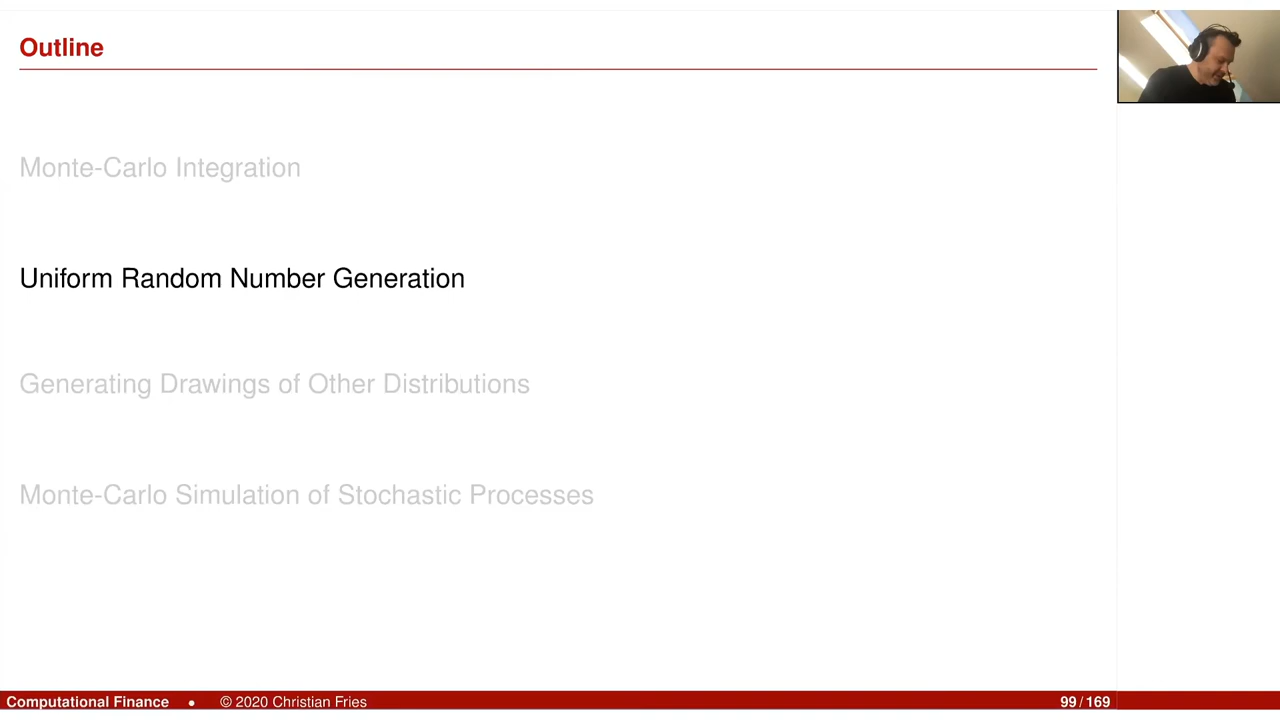 Outline
Monte-Carlo Integration
Uniform Random Number Generation
Generating Drawings of Other Distributions
Monte-Carlo Simulation of Stochastic Processes
Computational Finance • © 2020 Christian Fries 99 / 169